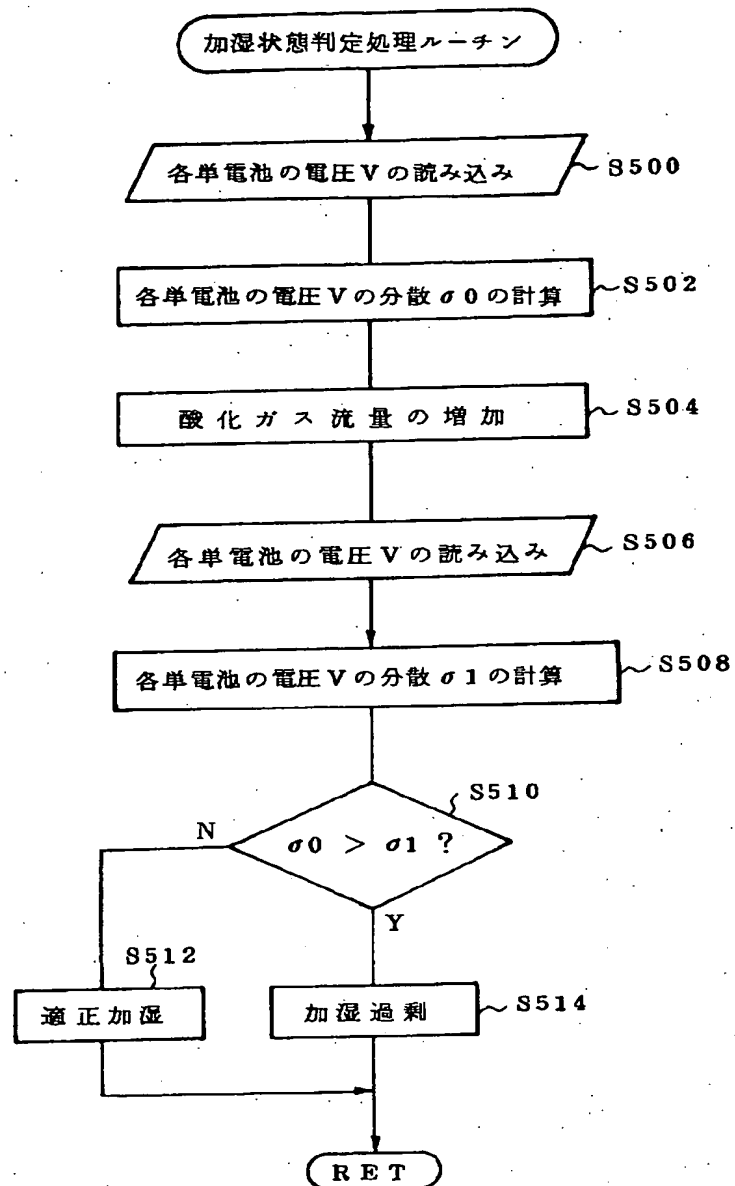 加湿状態判定処理ルーチン
各単電池の電圧Vの読み込み
S500
各単電池の電圧Vの分散σ0の計算
S502
酸化ガス流量の増加
S504
各単電池の電圧Vの読み込み
S506
各単電池の電圧Vの分散σ1の計算
S508
S510
σ0 > σ1 ?
N
Y
S512
適正加湿
加湿過剰
S514
RET